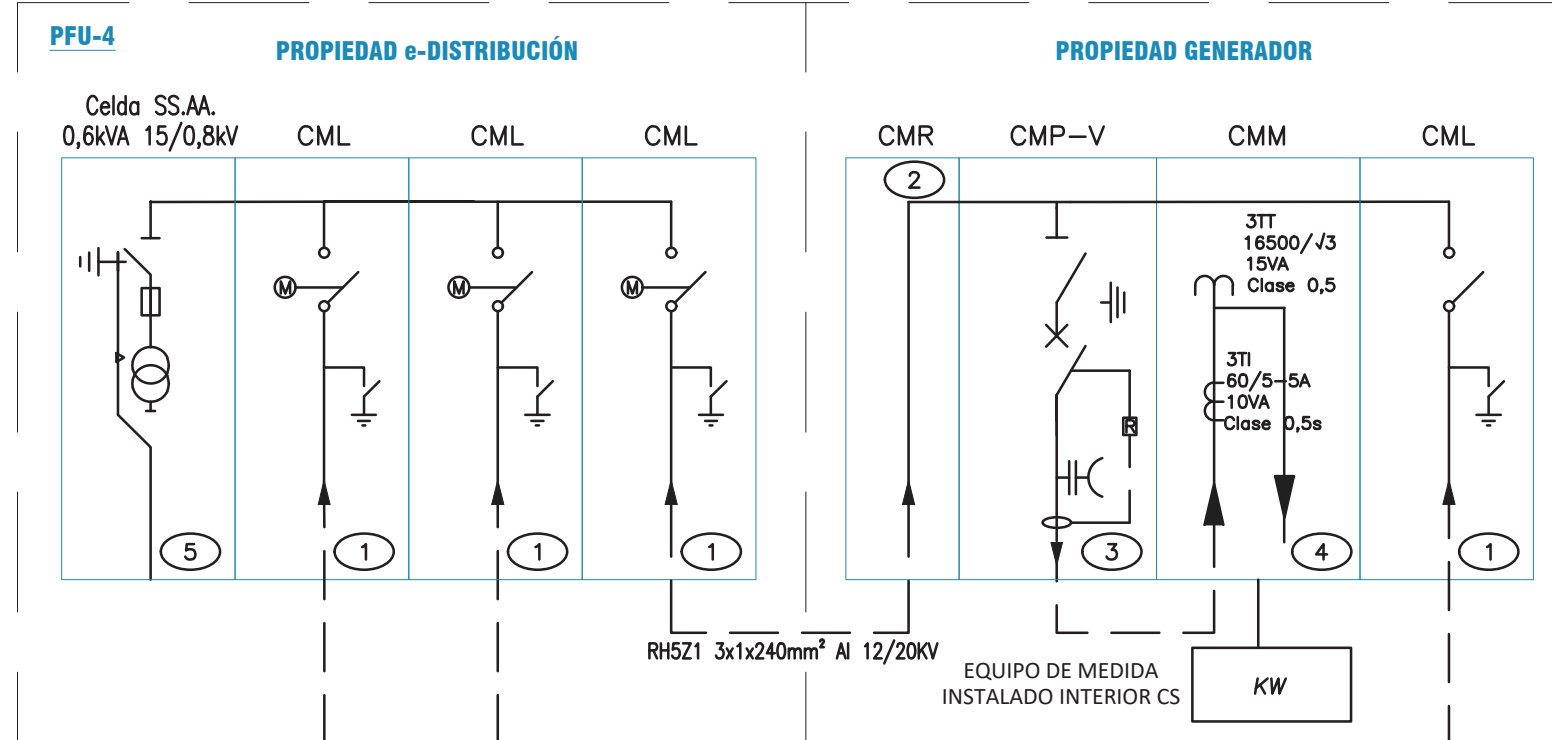 PFU-4
PROPIEDAD e-DISTRIBUCIÓN
PROPIEDAD GENERADOR
Celda SS.AA.
0,6kVA 15/0,8kV
CML
CML
CML
CMR
CMP-V
CMM
CML
2
3TT
16500/√3
15VA
Clase 0,5
M
M
M
3TI
60/5-5A
10VA
Clase 0,5s
R
5
1
1
1
3
4
1
RH5Z1 3x1x240mm² Al 12/20KV
EQUIPO DE MEDIDA
INSTALADO INTERIOR CS
KW